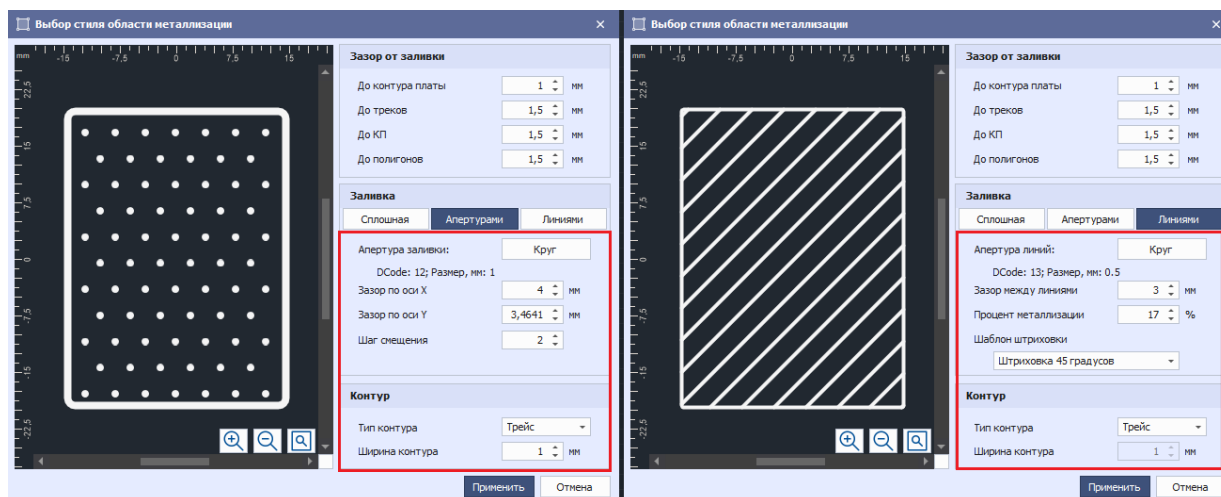 Выбор стиля области металлизации
mm -15 -7,5 0 7,5 15
22,5
15
7,5
0
-7,5
-15
-22,5
Зазор от заливки
До контура платы 1 мм
До треков 1,5 мм
До КП 1,5 мм
До полигонов 1,5 мм
Заливка
Сплошная Апертурами Линиями
Апертура заливки: Круг
DCode: 12; Размер, мм: 1
Зазор по оси X 4 мм
Зазор по оси Y 3,4641 мм
Шаг смещения 2
Контур
Тип контура Трейс
Ширина контура 1 мм
Применить Отмена
Выбор стиля области металлизации
mm -15 -7,5 0 7,5 15
22,5
15
7,5
0
-7,5
-15
-22,5
Зазор от заливки
До контура платы 1 мм
До треков 1,5 мм
До КП 1,5 мм
До полигонов 1,5 мм
Заливка
Сплошная Апертурами Линиями
Апертура линий: Круг
DCode: 13; Размер, мм: 0.5
Зазор между линиями 3 мм
Процент металлизации 17 %
Шаблон штриховки
Штриховка 45 градусов
Контур
Тип контура Трейс
Ширина контура 1 мм
Применить Отмена